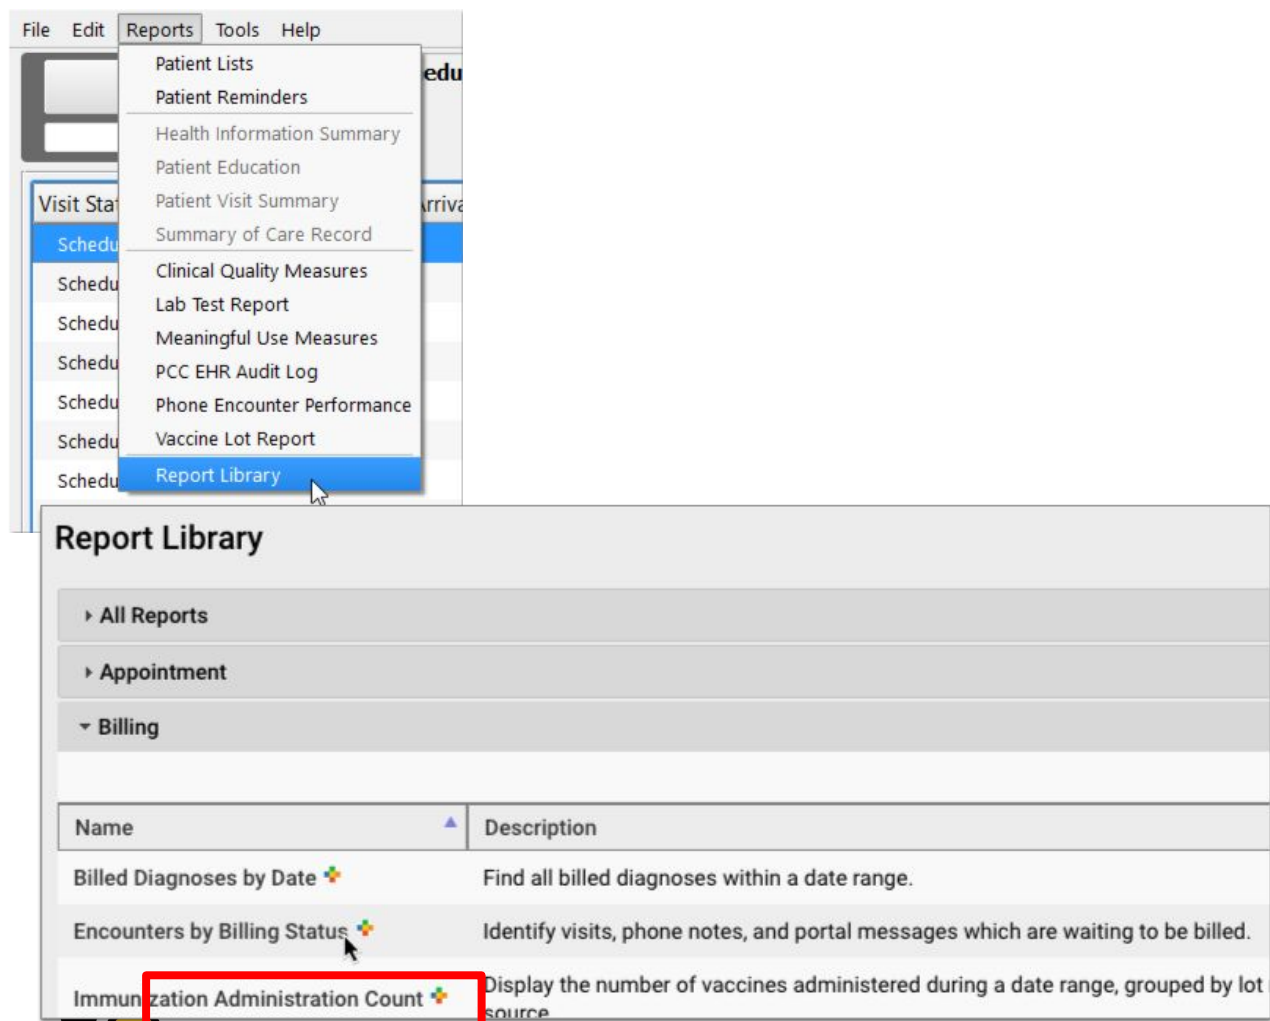 File Edit Reports Tools Help
Patient Lists
edu
Patient Reminders
Health Information Summary
Patient Education
Visit Stat Patient Visit Summary Arriva
Schedu Summary of Care Record
Clinical Quality Measures
Schedu
Lab Test Report
Schedu
Meaningful Use Measures
Schedu PCC EHR Audit Log
Schedu Phone Encounter Performance
Schedu Vaccine Lot Report
Schedu Report Library
Report Library
All Reports
Appointment
Billing
Name Description
Billed Diagnoses by Date Find all billed diagnoses within a date range.
Encounters by Billing Status Identify visits, phone notes, and portal messages which are waiting to be billed.
Immunization Administration Count Display the number of vaccines administered during a date range, grouped by lot
source